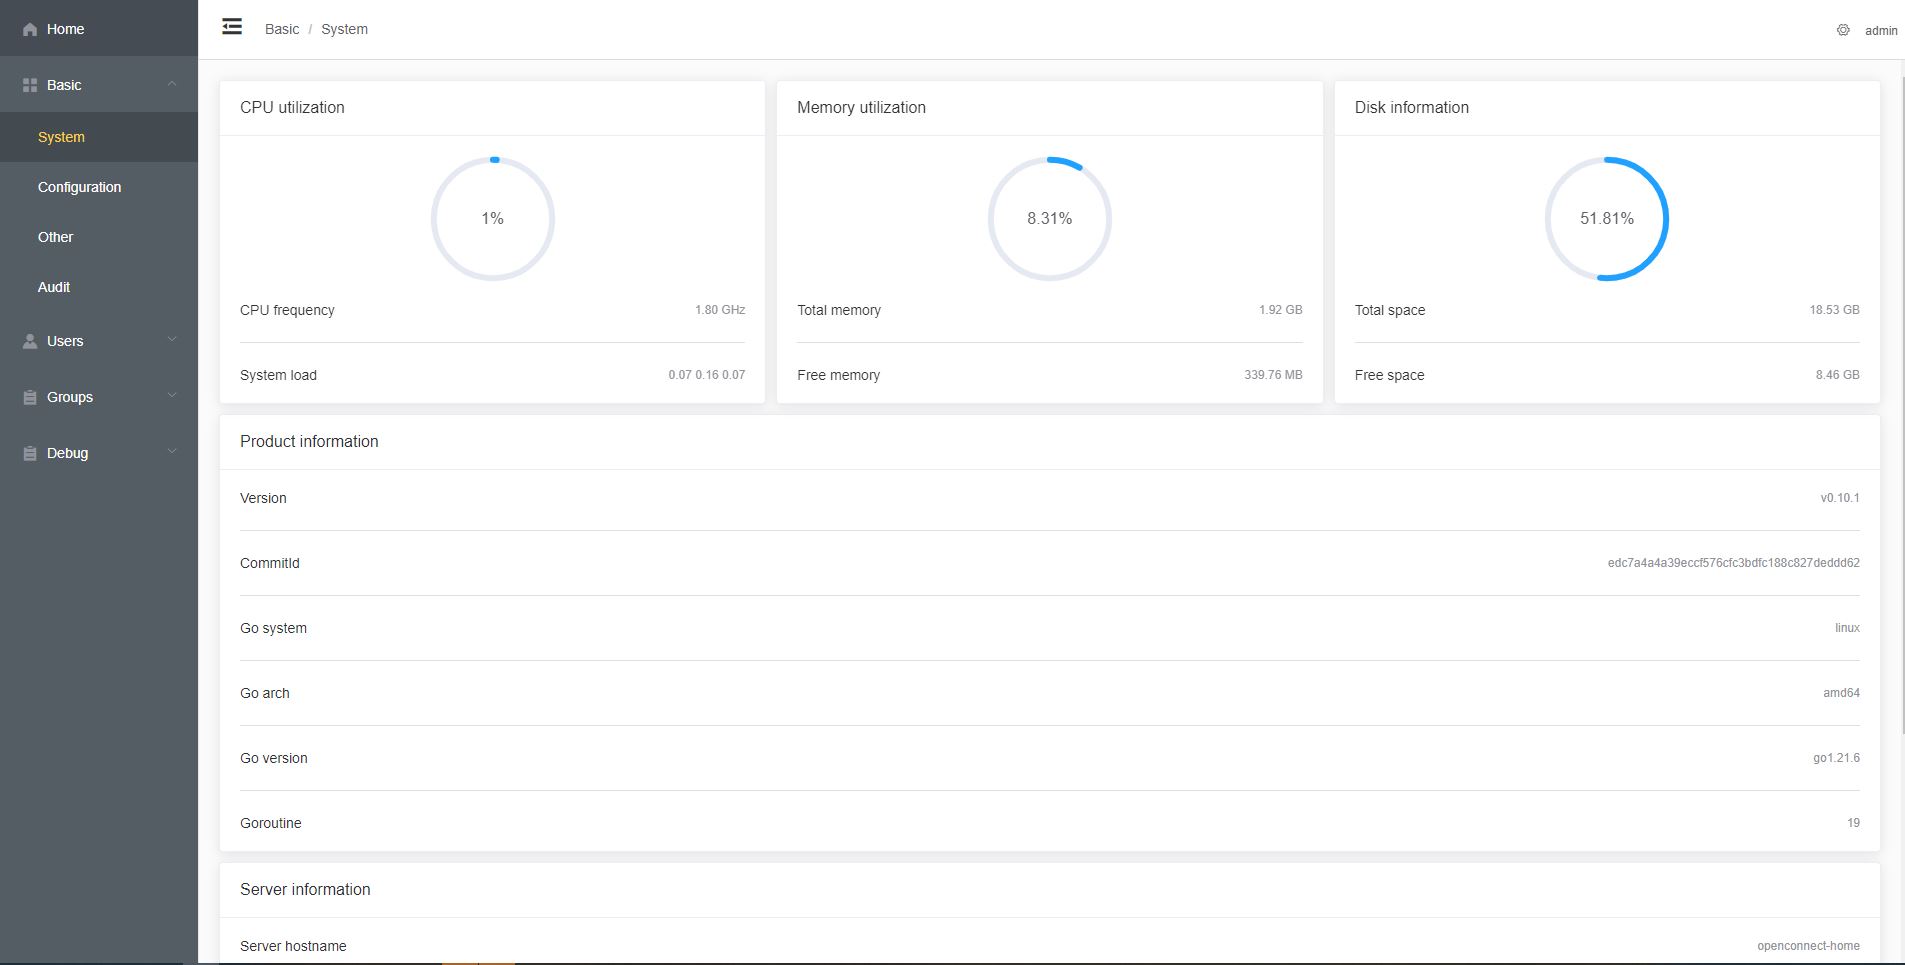 Home
Basic
System
Configuration
Other
Audit
Users
Groups
Debug
Basic / System
admin
CPU utilization
1%
CPU frequency 1.80 GHz
System load 0.07 0.16 0.07
Memory utilization
8.31%
Total memory 1.92 GB
Free memory 339.76 MB
Disk information
51.81%
Total space 18.53 GB
Free space 8.46 GB
Product information
Version v0.10.1
CommitId edc7a4a4a39eccf576cfc3bdfc188c827deddd62
Go system linux
Go arch amd64
Go version go1.21.6
Goroutine 19
Server information
Server hostname openconnect-home